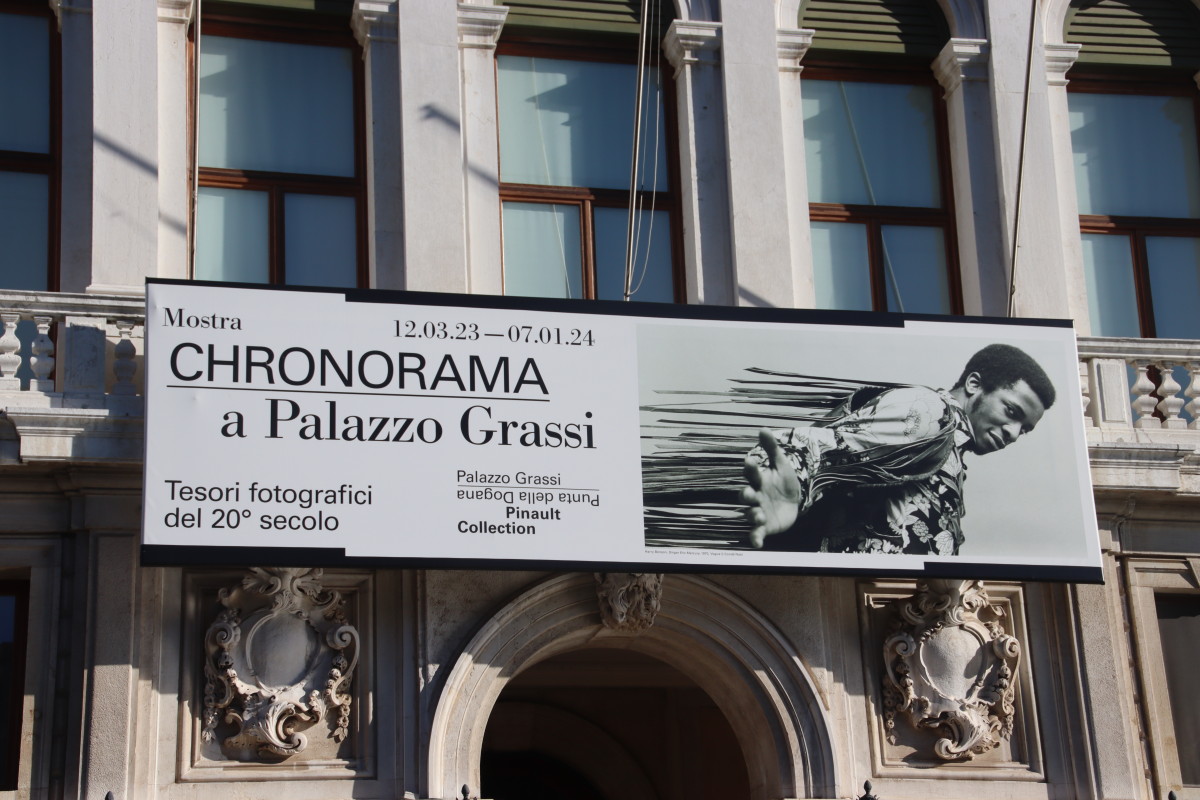 Mostra
12.03.23 — 07.01.24
CHRONORAMA
a Palazzo Grassi
Tesori fotografici
del 20° secolo
Palazzo Grassi
Punta della Dogana
Pinault
Collection